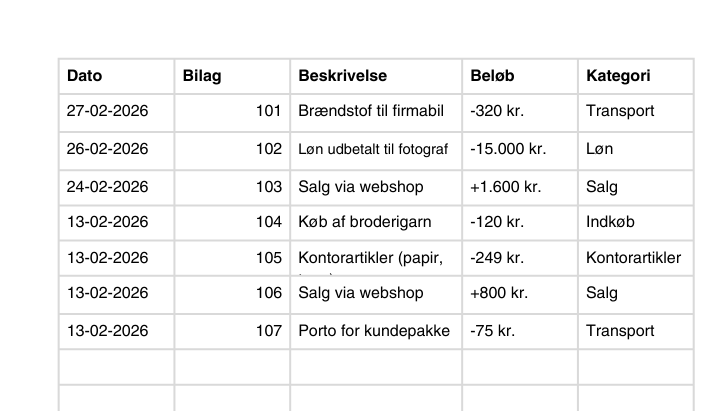 Dato Bilag Beskrivelse Beløb Kategori
27-02-2026 101 Brændstof til firmabil -320 kr. Transport
26-02-2026 102 Løn udbetalt til fotograf -15.000 kr. Løn
24-02-2026 103 Salg via webshop +1.600 kr. Salg
13-02-2026 104 Køb af broderigarn -120 kr. Indkøb
13-02-2026 105 Kontorartikler (papir, -249 kr. Kontorartikler
13-02-2026 106 Salg via webshop +800 kr. Salg
13-02-2026 107 Porto for kundepakke -75 kr. Transport